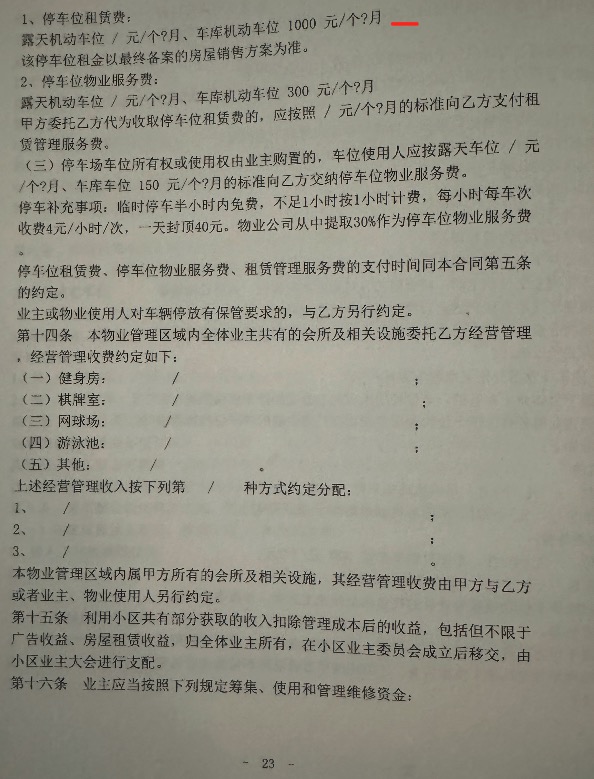 1、停车位租赁费：
露天机动车位 / 元/个?月、车库机动车位 1000 元/个?月
该停车位租金以最终备案的房屋销售方案为准。
2、停车位物业服务费：
露天机动车位 / 元/个?月、车库机动车位 300 元/个?月
甲方委托乙方代为收取停车位租赁费的，应按照 / 元/个?月的标准向乙方支付租
赁管理服务费。
（三）停车场车位所有权或使用权由业主购置的，车位使用人应按露天车位 / 元
/个?月、车库车位 150 元/个?月的标准向乙方交纳停车位物业服务费。
停车补充事项：临时停车半小时内免费，不足1小时按1小时计费，每小时每车次
收费4元/小时/次，一天封顶40元。物业公司从中提取30%作为停车位物业服务费
。
停车位租赁费、停车位物业服务费、租赁管理服务费的支付时间同本合同第五条
的约定。
业主或物业使用人对车辆停放有保管要求的，与乙方另行约定。
第十四条 本物业管理区域内全体业主共有的会所及相关设施委托乙方经营管理
，经营管理收费约定如下：
（一）健身房： / ；
（二）棋牌室： / ；
（三）网球场： / ；
（四）游泳池： / ；
（五）其他： / 。
上述经营管理收入按下列第 / 种方式约定分配：
1、 / ；
2、 / ；
3、 / 。
本物业管理区域内属甲方所有的会所及相关设施，其经营管理收费由甲方与乙方
或者业主、物业使用人另行约定。
第十五条 利用小区共有部分获取的收入扣除管理成本后的收益，包括但不限于
广告收益、房屋租赁收益，归全体业主所有，在小区业主委员会成立后移交，由
小区业主大会进行支配。
第十六条 业主应当按照下列规定筹集、使用和管理维修资金：
- 23 -